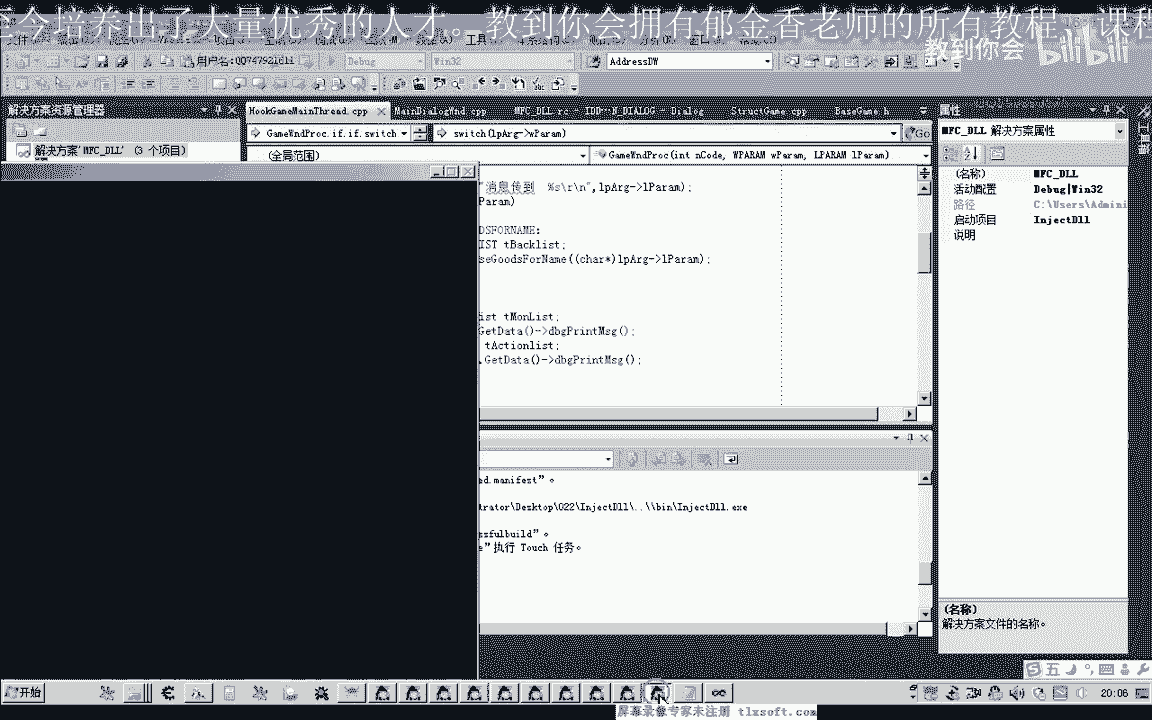 至今培养出了大量优秀的人才。教到你会拥有郁金香老师的所有教程、课程
教到你会 bilibili
用户名:QQ74792
Debug
Win32
AddressDW
解决方案资源管理器
HookGameMainThread.cpp
MainDialogWnd.cpp
MFC_DLL.rc
StructGame.cpp
BaseGame.h
属性
GameWndProc.if.if.switch
switch(lpArg->wParam)
Go
MFC_DLL 解决方案属性
解决方案'MFC_DLL' (3 个项目)
(全局范围)
GameWndProc(int nCode, WPARAM wParam, LPARAM lParam)
(名称) MFC_DLL
活动配置 Debug|Win32
路径 C:\Users\Admini
启动项目 InjectDll
说明
"消息传到  %s\r\n",lpArg->lParam);
Param)
DSFORNAME:
IST tBacklist;
seGoodsForName((char*)lpArg->lParam);
ist tMonList;
GetData()->dbgPrintMsg();
tActionlist;
.GetData()->dbgPrintMsg();
ed.manifest”。
trator\Desktop\022\InjectDll\..\\bin\InjectDll.exe
ssfulbuild”。
e”执行 Touch 任务。
(名称)
解决方案文件的名称。
五
开始
20:06
屏幕录像专家未注册 tlxsoft.com